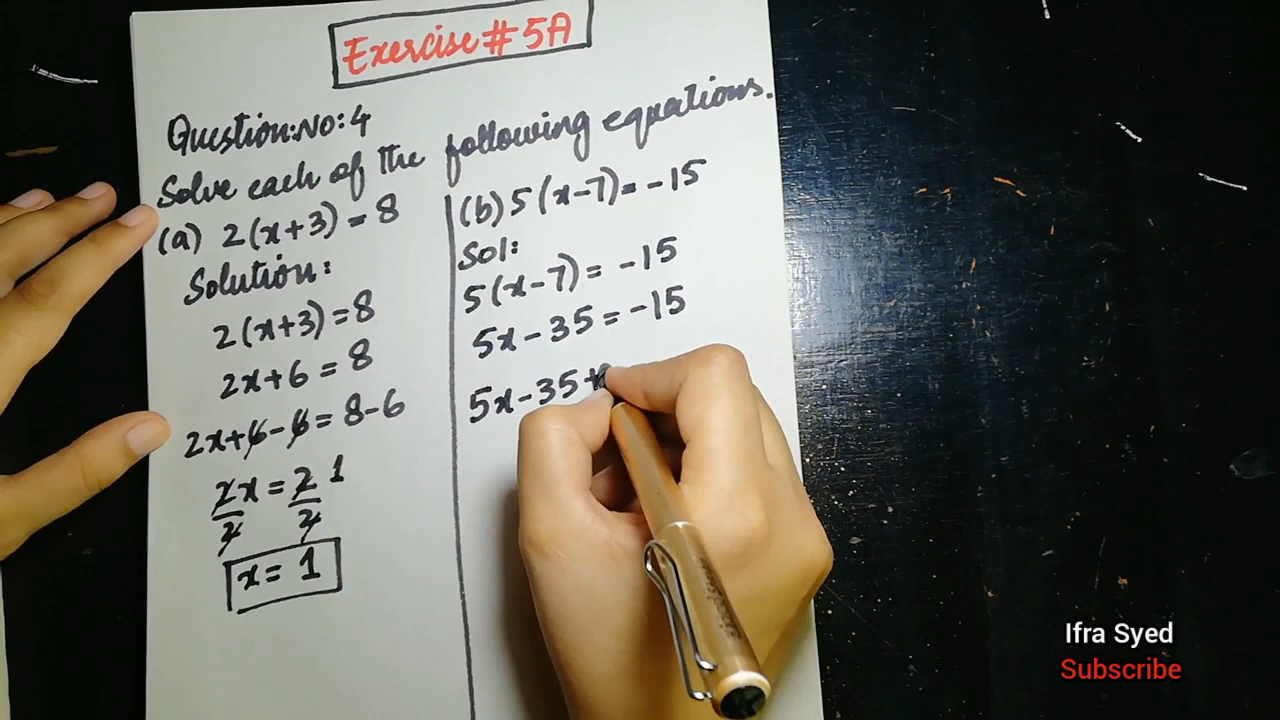 Exercise # 5A
Question:No:4
Solve each of the following equations.
(a) 2(x+3) = 8
Solution:
2(x+3) = 8
2x+6 = 8
2x+6-6 = 8-6
2x/2 = 2/2 1
x = 1
(b) 5(x-7) = -15
Sol:
5(x-7) = -15
5x-35 = -15
5x-35+
Ifra Syed
Subscribe